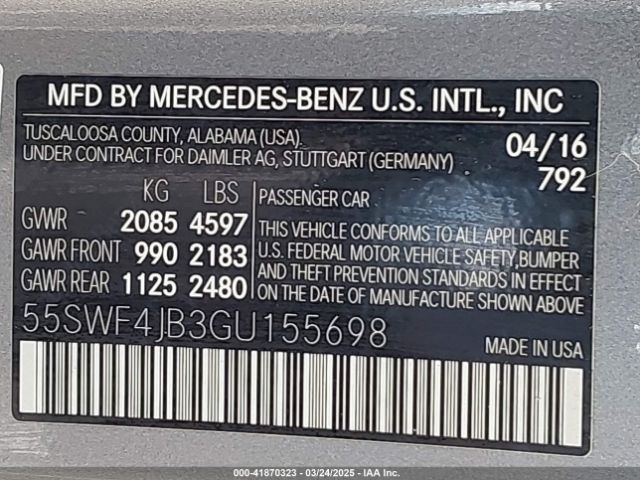 MFD BY MERCEDES-BENZ U.S. INTL., INC
TUSCALOOSA COUNTY, ALABAMA (USA)
UNDER CONTRACT FOR DAIMLER AG, STUTTGART (GERMANY)
04/16
792
KG LBS
GVWR 2085 4597
GAWR FRONT 990 2183
GAWR REAR 1125 2480
PASSENGER CAR
THIS VEHICLE CONFORMS TO ALL APPLICABLE
U.S. FEDERAL MOTOR VEHICLE SAFETY,BUMPER
AND THEFT PREVENTION STANDARDS IN EFFECT
ON THE DATE OF MANUFACTURE SHOWN ABOVE
55SWF4JB3GU155698
MADE IN USA
000-41870323 - 03/24/2025 - IAA Inc.